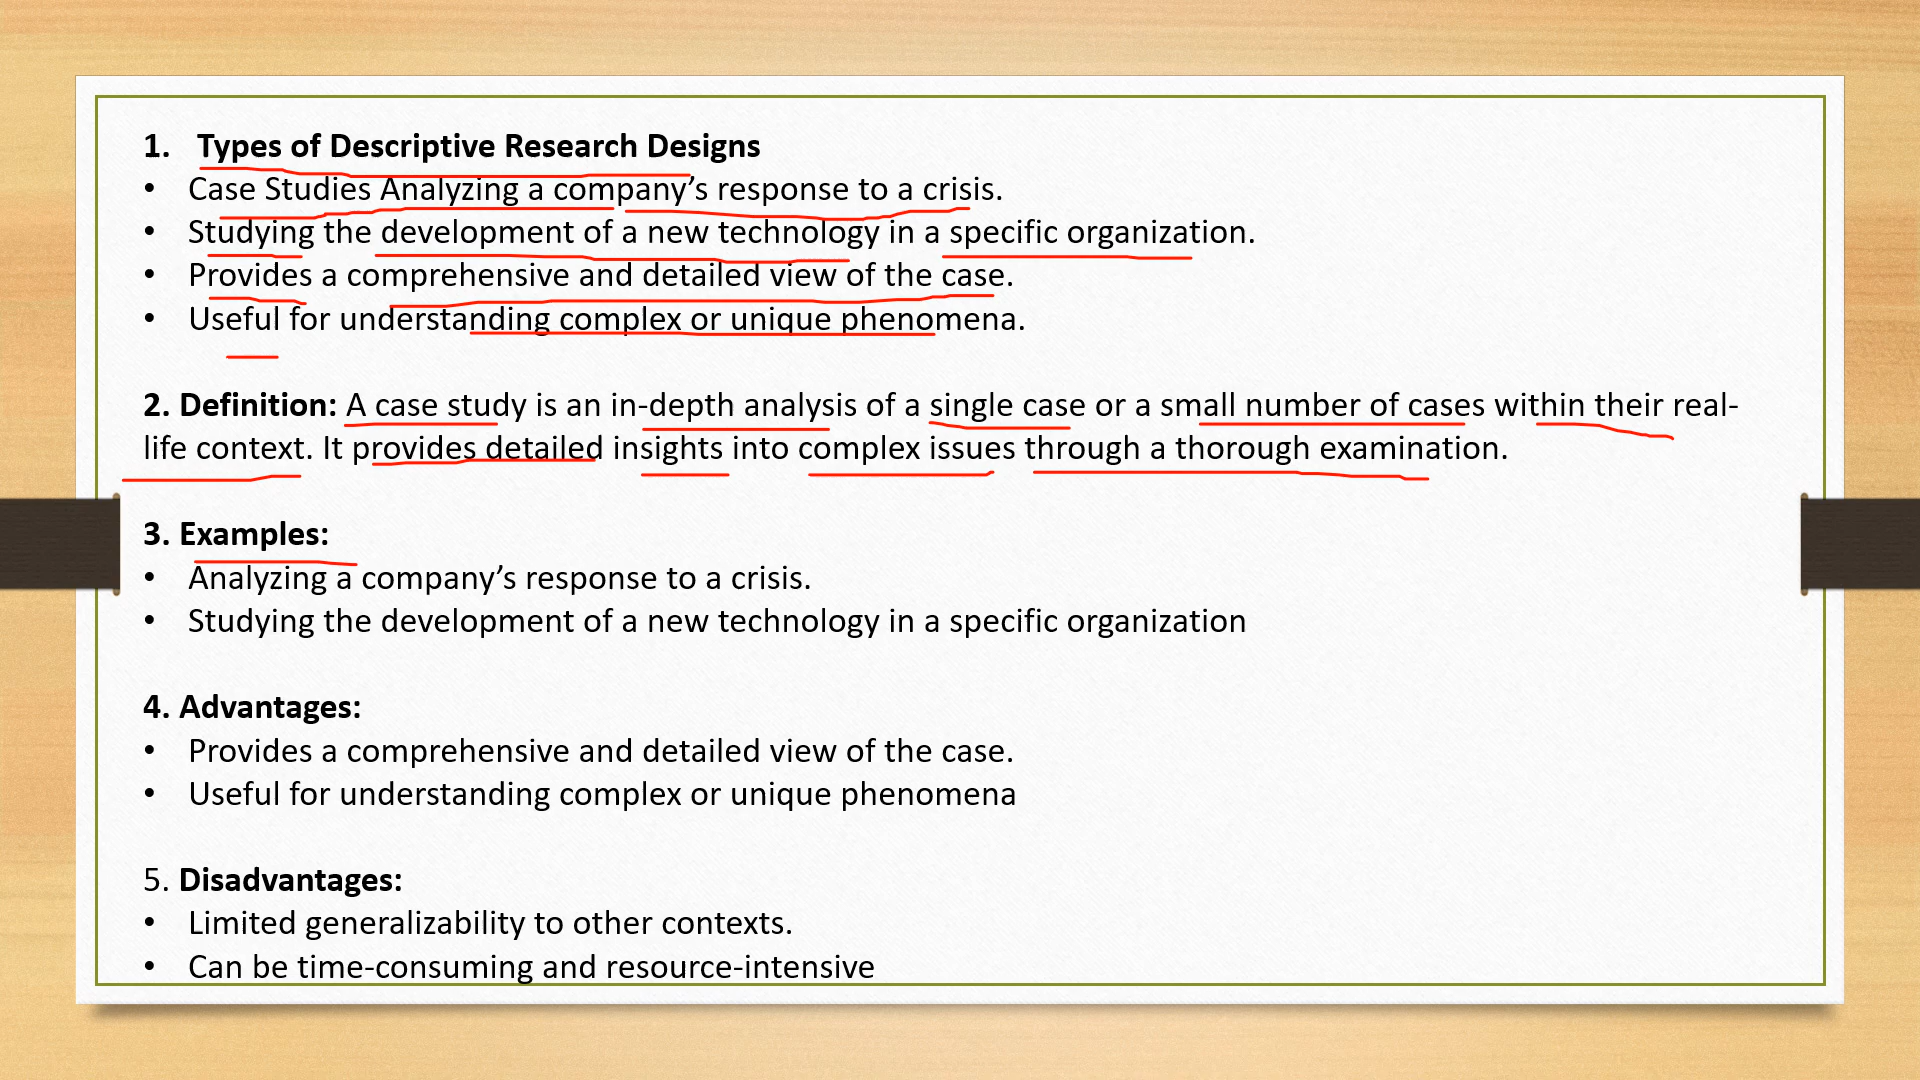 1. Types of Descriptive Research Designs
• Case Studies Analyzing a company’s response to a crisis.
• Studying the development of a new technology in a specific organization.
• Provides a comprehensive and detailed view of the case.
• Useful for understanding complex or unique phenomena.
2. Definition: A case study is an in-depth analysis of a single case or a small number of cases within their real-
life context. It provides detailed insights into complex issues through a thorough examination.
3. Examples:
• Analyzing a company’s response to a crisis.
• Studying the development of a new technology in a specific organization
4. Advantages:
• Provides a comprehensive and detailed view of the case.
• Useful for understanding complex or unique phenomena
5. Disadvantages:
• Limited generalizability to other contexts.
• Can be time-consuming and resource-intensive